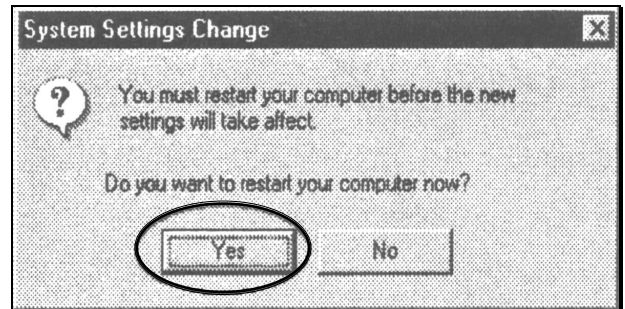 System Settings Change
You must restart your computer before the new
settings will take affect.
Do you want to restart your computer now?
Yes
No